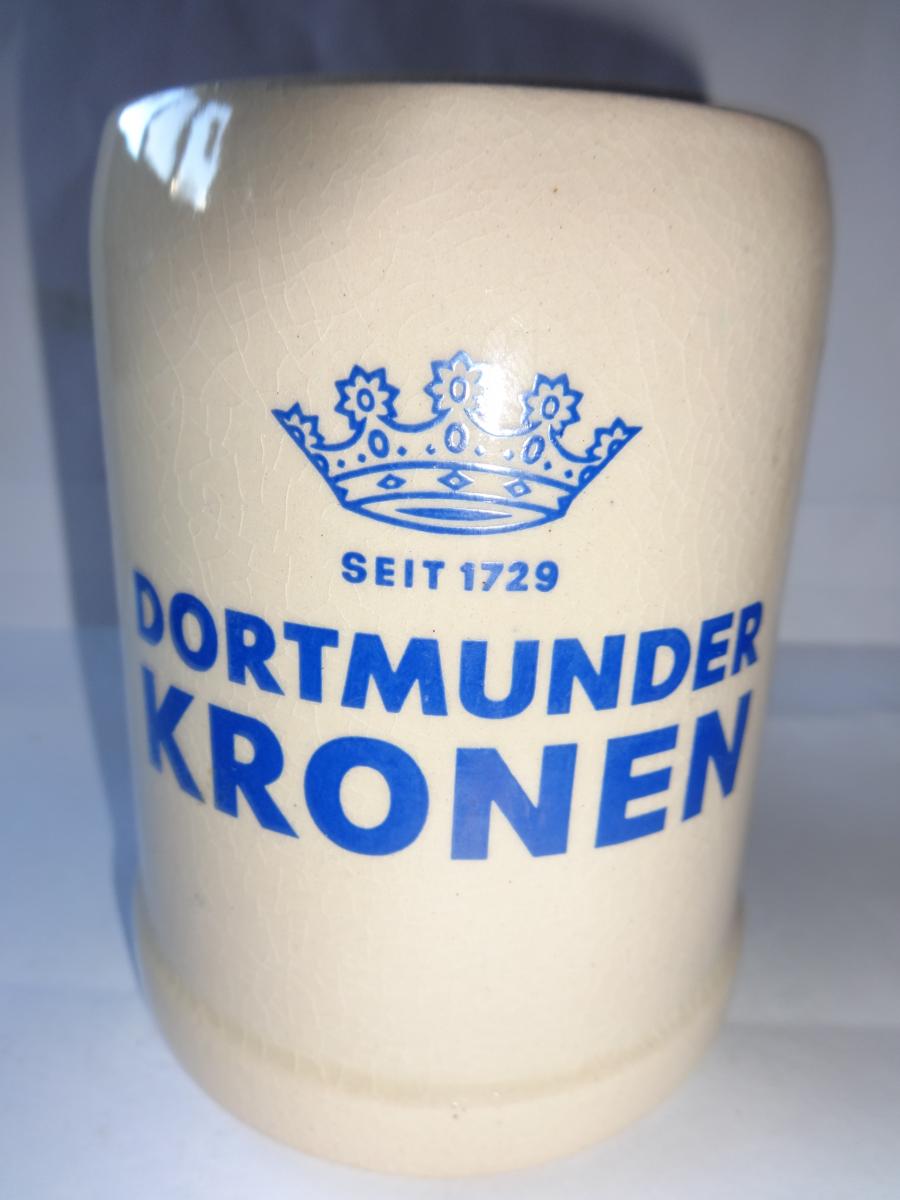 SEIT 1729
DORTMUNDER
KRONEN